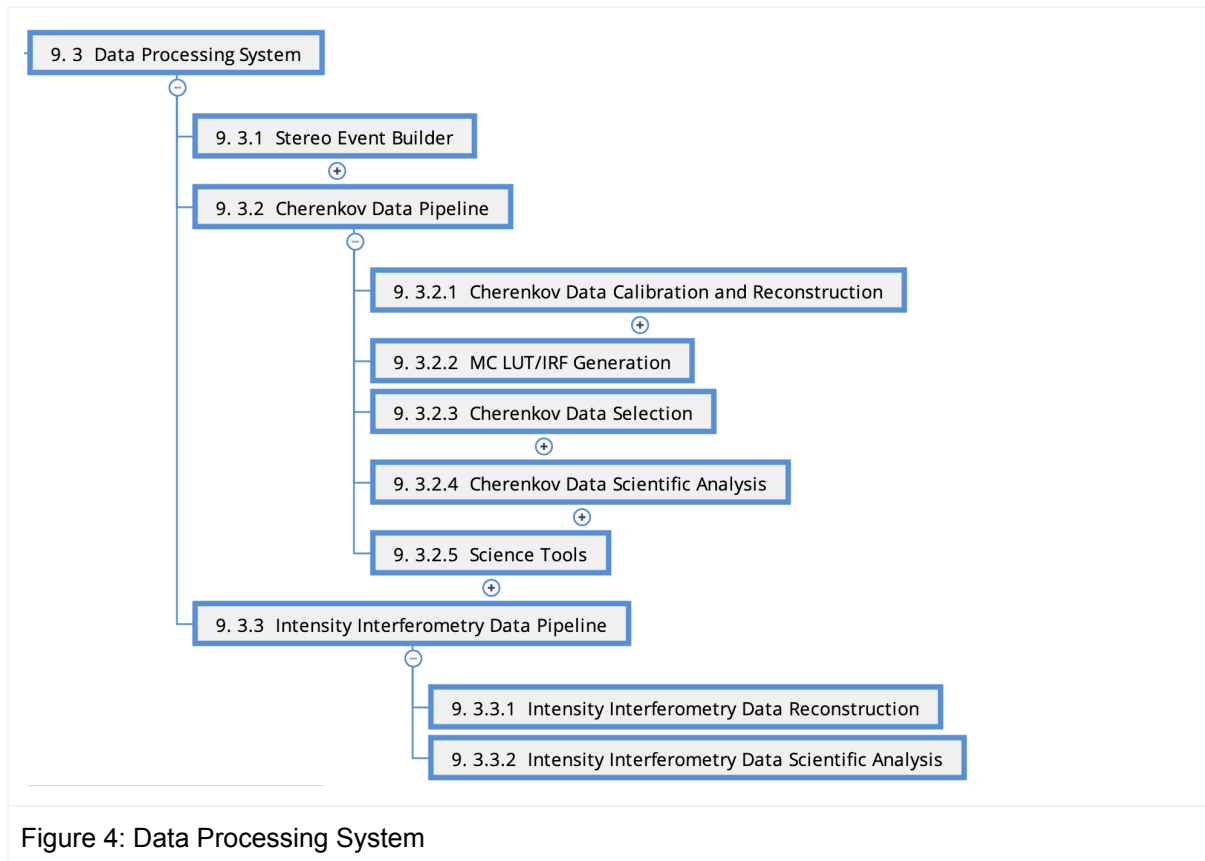 9. 3 Data Processing System
9. 3.1 Stereo Event Builder
9. 3.2 Cherenkov Data Pipeline
9. 3.2.1 Cherenkov Data Calibration and Reconstruction
9. 3.2.2 MC LUT/IRF Generation
9. 3.2.3 Cherenkov Data Selection
9. 3.2.4 Cherenkov Data Scientific Analysis
9. 3.2.5 Science Tools
9. 3.3 Intensity Interferometry Data Pipeline
9. 3.3.1 Intensity Interferometry Data Reconstruction
9. 3.3.2 Intensity Interferometry Data Scientific Analysis
Figure 4: Data Processing System